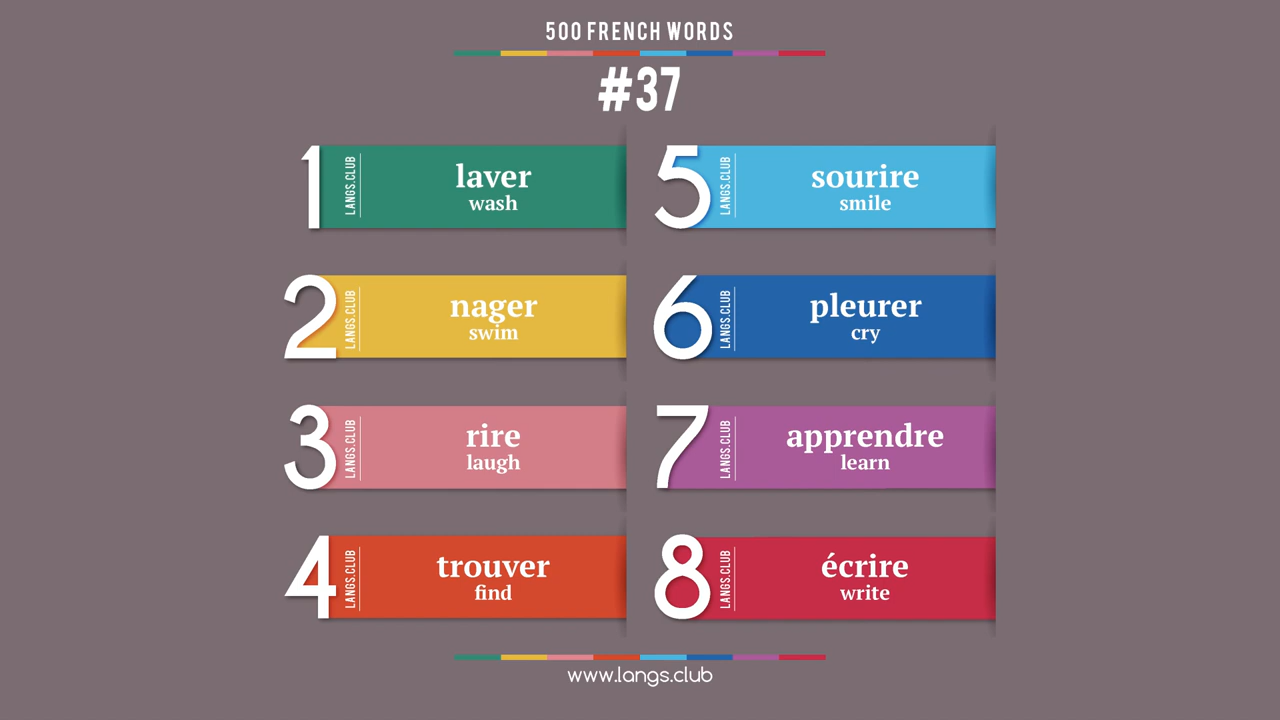 500 FRENCH WORDS
#37
1
LANGS.CLUB
laver
wash
2
LANGS.CLUB
nager
swim
3
LANGS.CLUB
rire
laugh
4
LANGS.CLUB
trouver
find
5
LANGS.CLUB
sourire
smile
6
LANGS.CLUB
pleurer
cry
7
LANGS.CLUB
apprendre
learn
8
LANGS.CLUB
écrire
write
www.langs.club